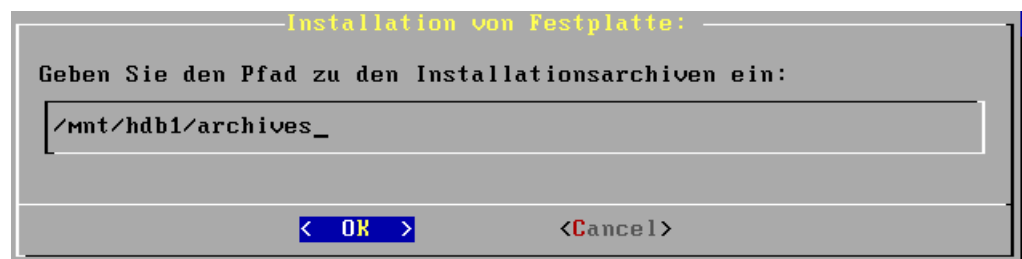 Installation von Festplatte:
Geben Sie den Pfad zu den Installationsarchiven ein:
/mnt/hdb1/archives_
< OK > <Cancel>